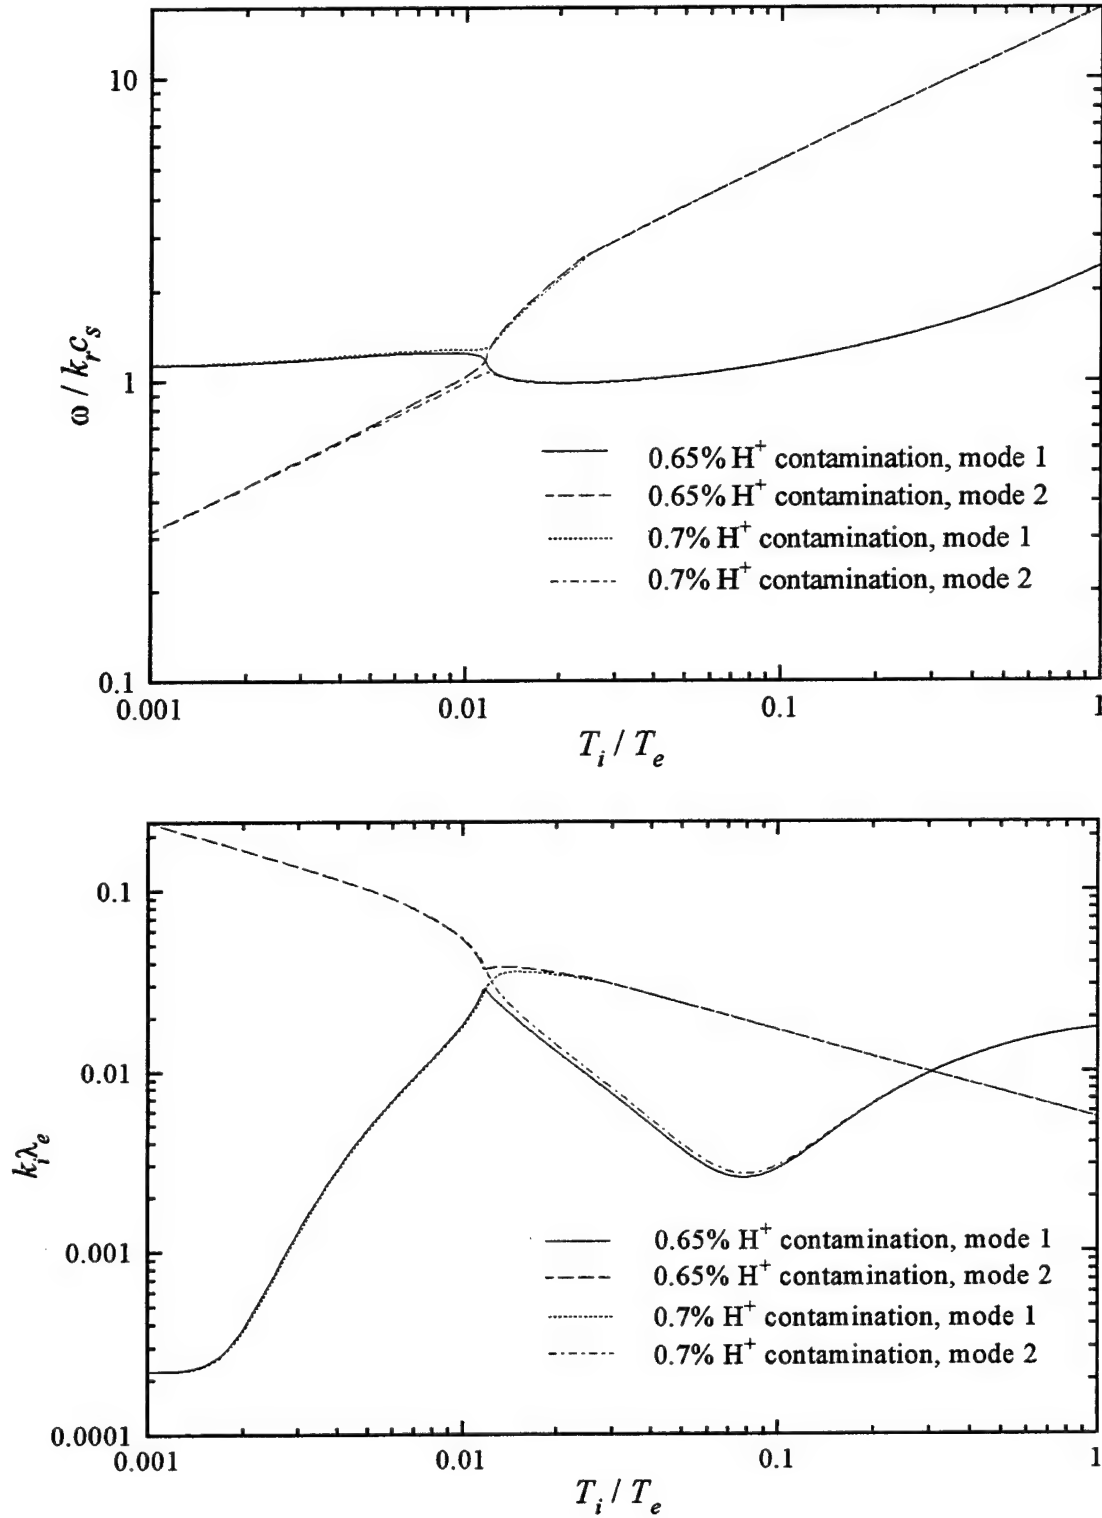 10
1
0.1
ω / k_r c_s
0.65% H⁺ contamination, mode 1
0.65% H⁺ contamination, mode 2
0.7% H⁺ contamination, mode 1
0.7% H⁺ contamination, mode 2
0.001
0.01
0.1
1
T_i / T_e
0.1
0.01
0.001
0.0001
k_i λ_e
0.65% H⁺ contamination, mode 1
0.65% H⁺ contamination, mode 2
0.7% H⁺ contamination, mode 1
0.7% H⁺ contamination, mode 2
0.001
0.01
0.1
1
T_i / T_e